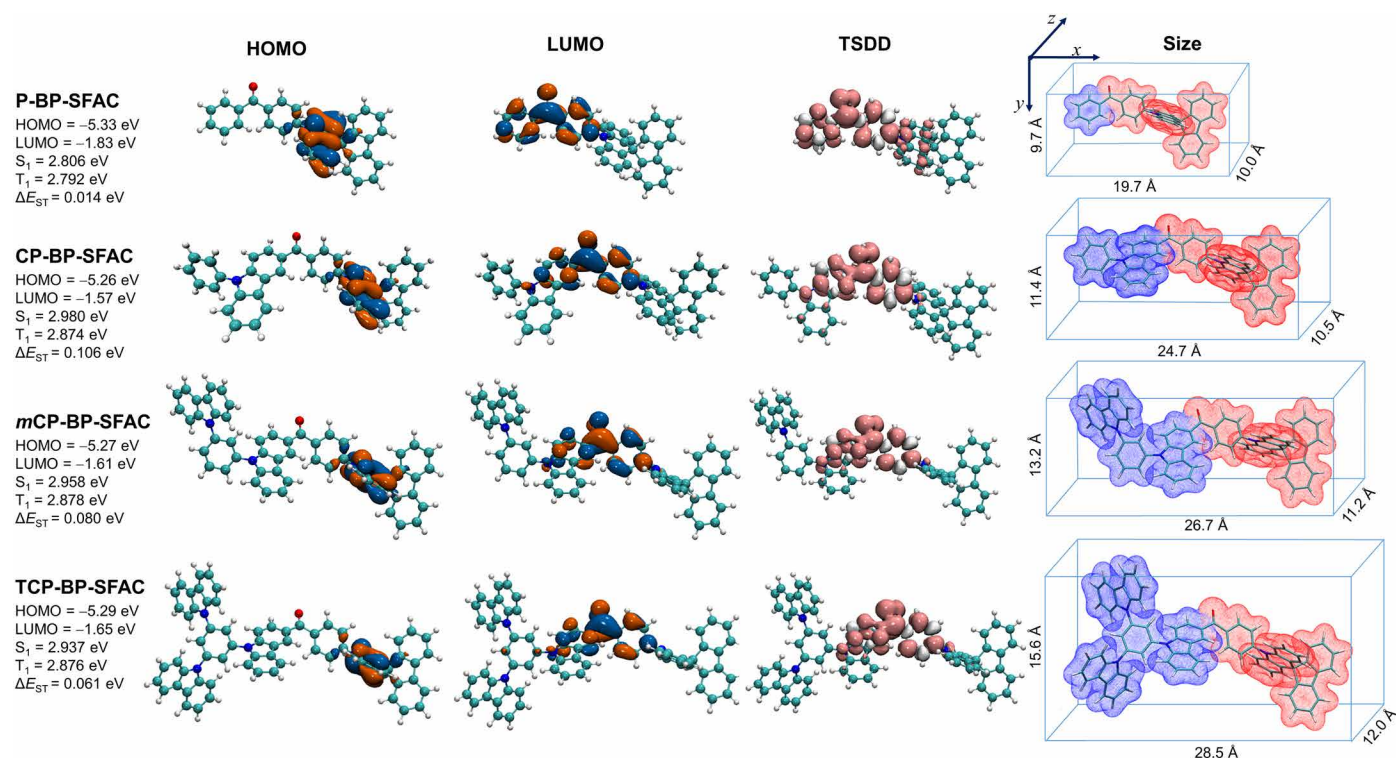 HOMO
LUMO
TSDD
Size
z
x
y
P-BP-SFAC
HOMO = −5.33 eV
LUMO = −1.83 eV
S₁ = 2.806 eV
T₁ = 2.792 eV
ΔE_ST = 0.014 eV
9.7 Å
19.7 Å
10.0 Å
CP-BP-SFAC
HOMO = −5.26 eV
LUMO = −1.57 eV
S₁ = 2.980 eV
T₁ = 2.874 eV
ΔE_ST = 0.106 eV
11.4 Å
24.7 Å
10.5 Å
mCP-BP-SFAC
HOMO = −5.27 eV
LUMO = −1.61 eV
S₁ = 2.958 eV
T₁ = 2.878 eV
ΔE_ST = 0.080 eV
13.2 Å
26.7 Å
11.2 Å
TCP-BP-SFAC
HOMO = −5.29 eV
LUMO = −1.65 eV
S₁ = 2.937 eV
T₁ = 2.876 eV
ΔE_ST = 0.061 eV
15.6 Å
28.5 Å
12.0 Å